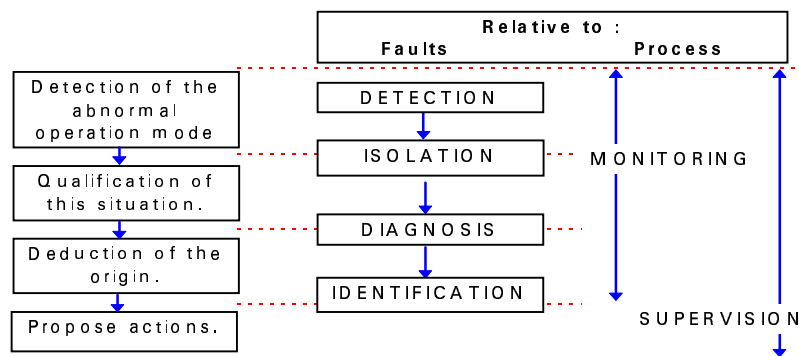 Relative to :
Faults Process
Detection of the
abnormal
operation mode
Qualification of
this situation.
Deduction of the
origin.
Propose actions.
DETECTION
ISOLATION
DIAGNOSIS
IDENTIFICATION
MONITORING
SUPERVISION